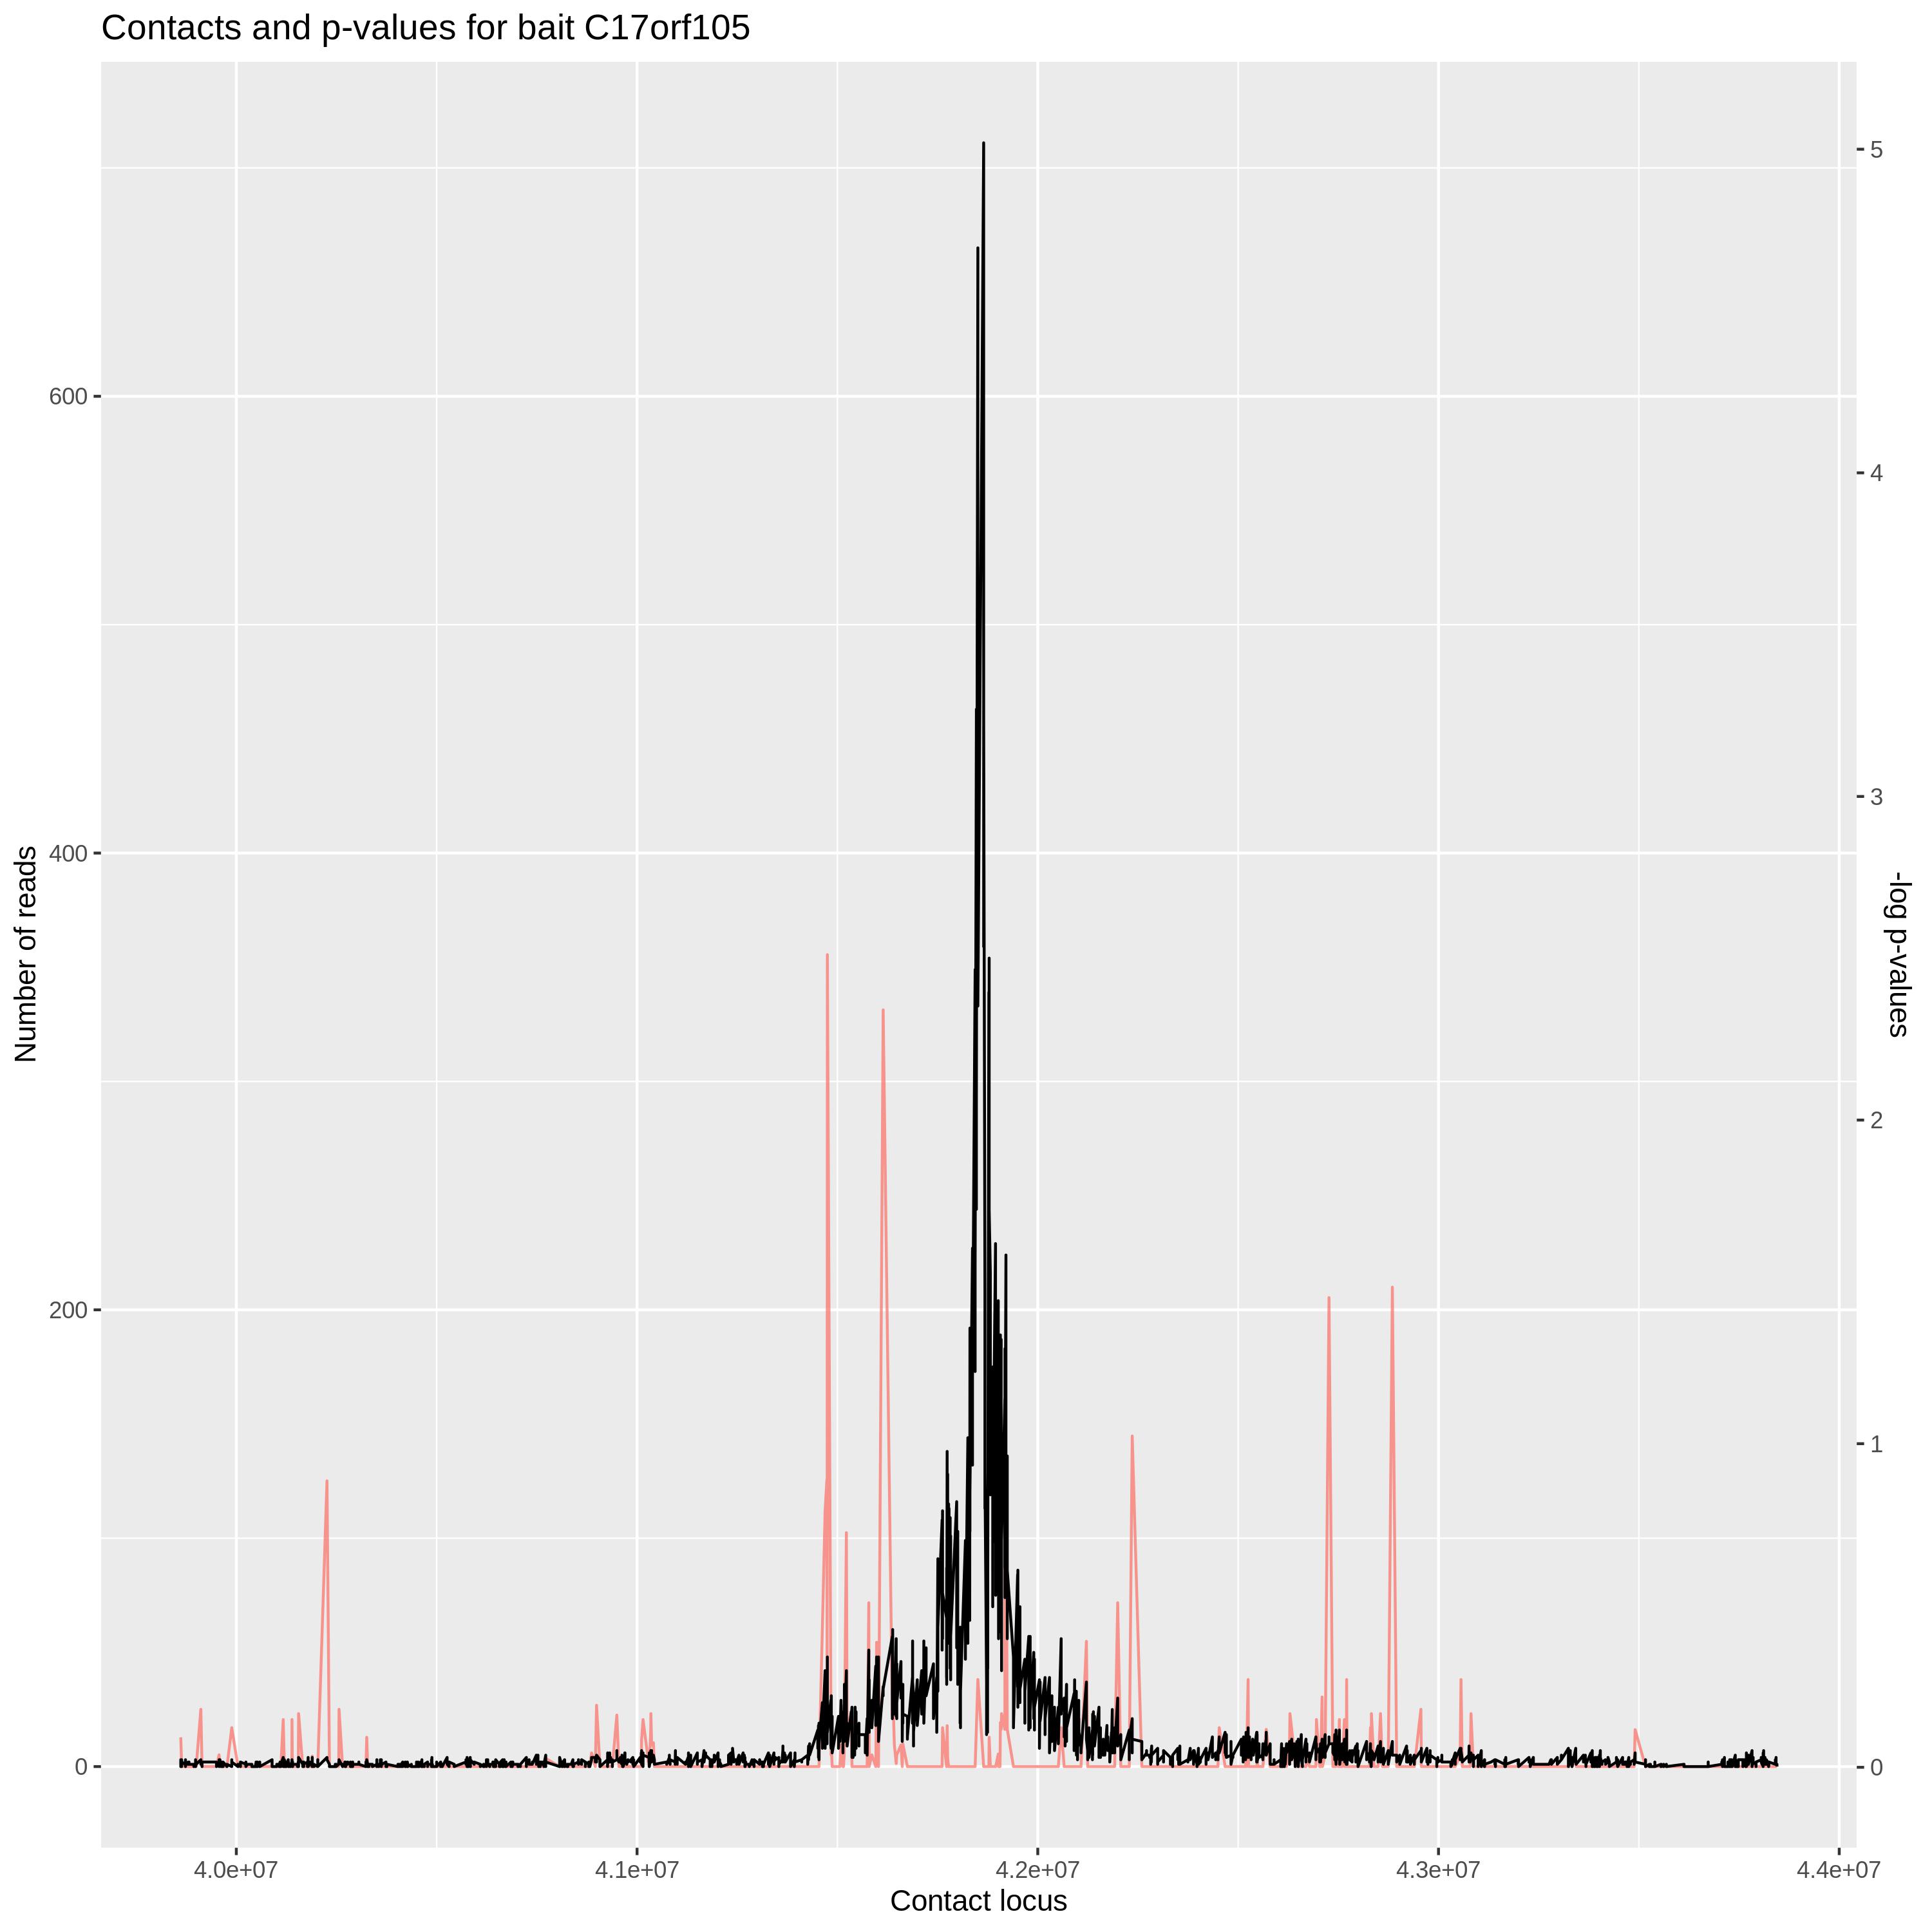 Contacts and p-values for bait C17orf105
Number of reads
600
400
200
0
5
4
3
2
1
0
-log p-values
4.0e+07
4.1e+07
4.2e+07
4.3e+07
4.4e+07
Contact locus